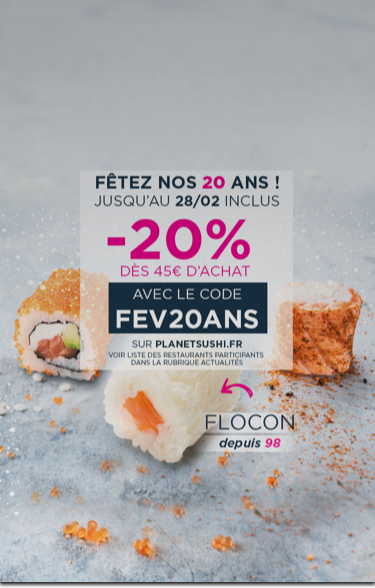 FÊTEZ NOS 20 ANS !
JUSQU'AU 28/02 INCLUS
-20%
DÈS 45€ D'ACHAT
AVEC LE CODE
FEV20ANS
SUR PLANETSUSHI.FR
VOIR LISTE DES RESTAURANTS PARTICIPANTS
DANS LA RUBRIQUE ACTUALITÉS
FLOCON
depuis 98